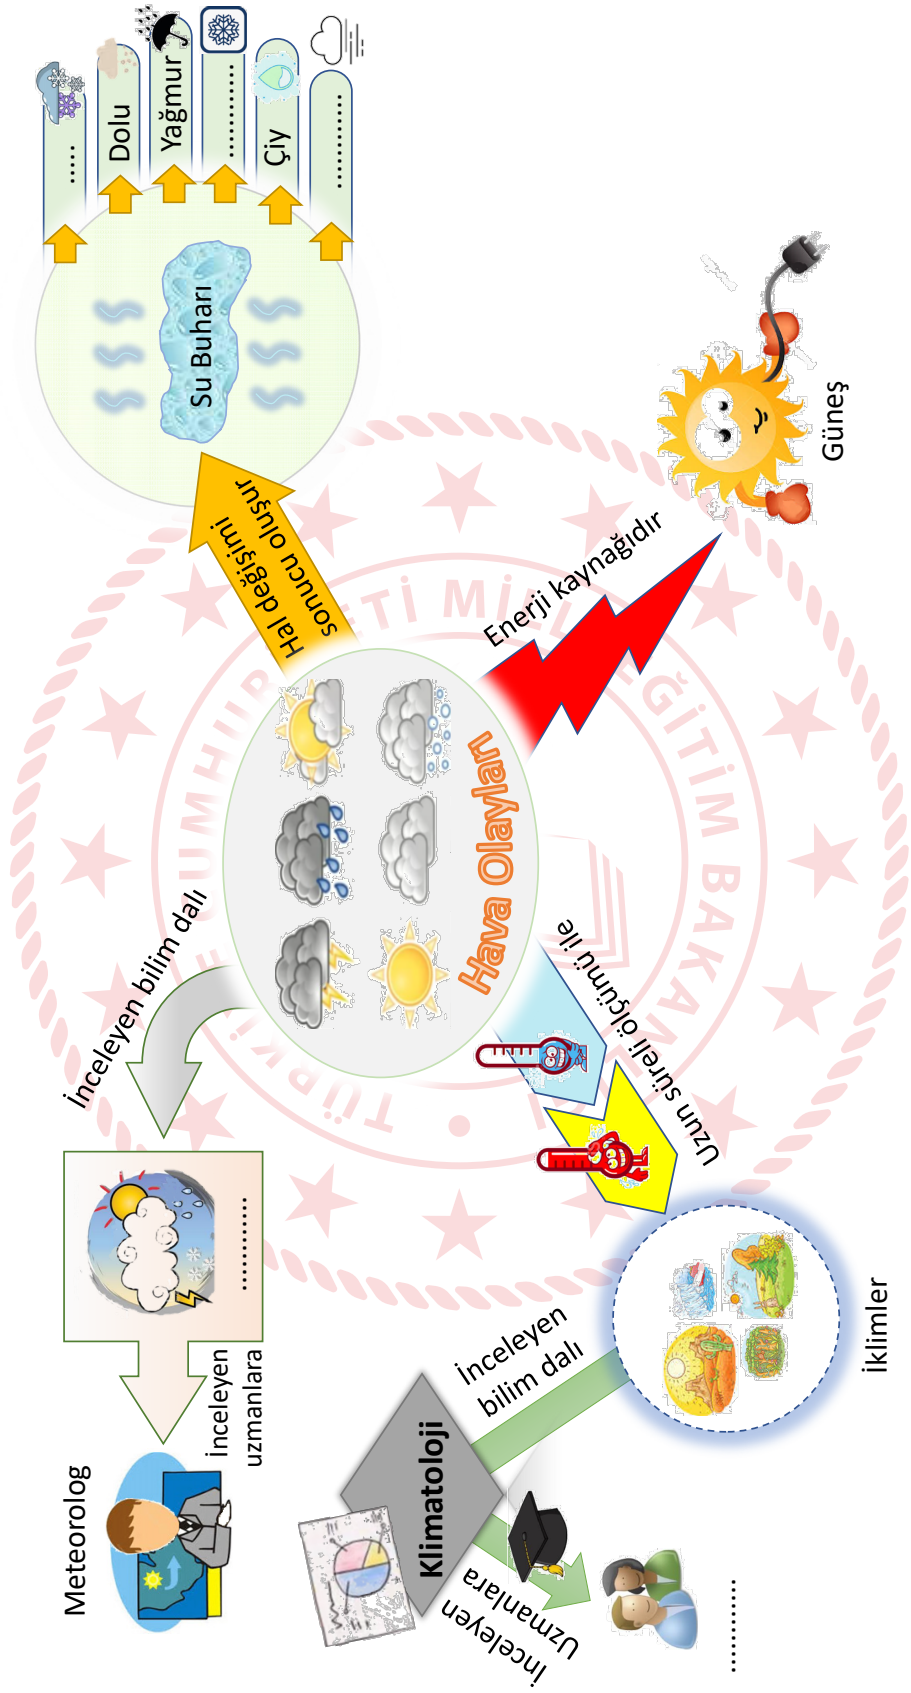 Meteorolog
İnceleyen
uzmanlara
............
İnceleyen bilim dalı
Hal değişimi
sonucu oluşur
Su Buharı
.....
Dolu
Yağmur
............
Çiy
............
Hava Olayları
Enerji kaynağıdır
Güneş
Uzun süreli ölçümü ile
İklimler
İnceleyen
bilim dalı
Klimatoloji
İnceleyen
Uzmanlara
............